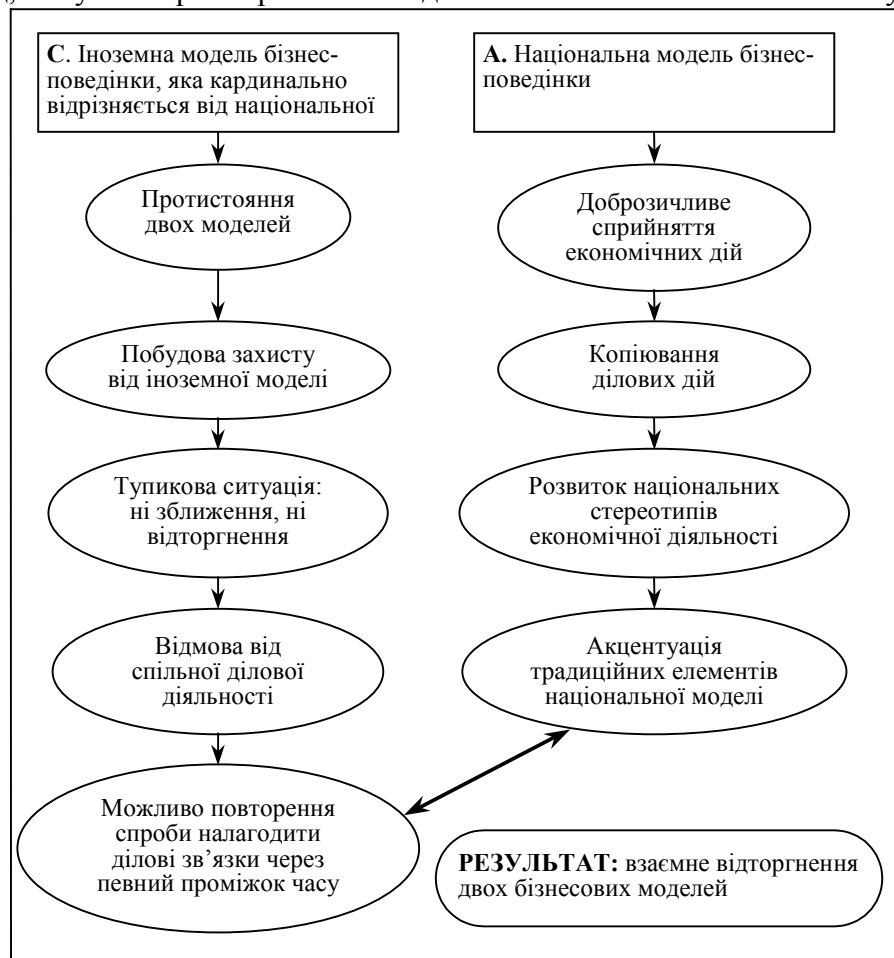 С. Іноземна модель бізнес-
поведінки, яка кардинально
відрізняється від національної
Протистояння
двох моделей
Побудова захисту
від іноземної моделі
Тупикова ситуація:
ні зближення, ні
відторгнення
Відмова від
спільної ділової
діяльності
Можливо повторення
спроби налагодити
ділові зв’язки через
певний проміжок часу
А. Національна модель бізнес-
поведінки
Доброзичливе
сприйняття
економічних дій
Копіювання
ділових дій
Розвиток національних
стереотипів
економічної діяльності
Акцентуація
традиційних елементів
національної моделі
РЕЗУЛЬТАТ: взаємне відторгнення
двох бізнесових моделей